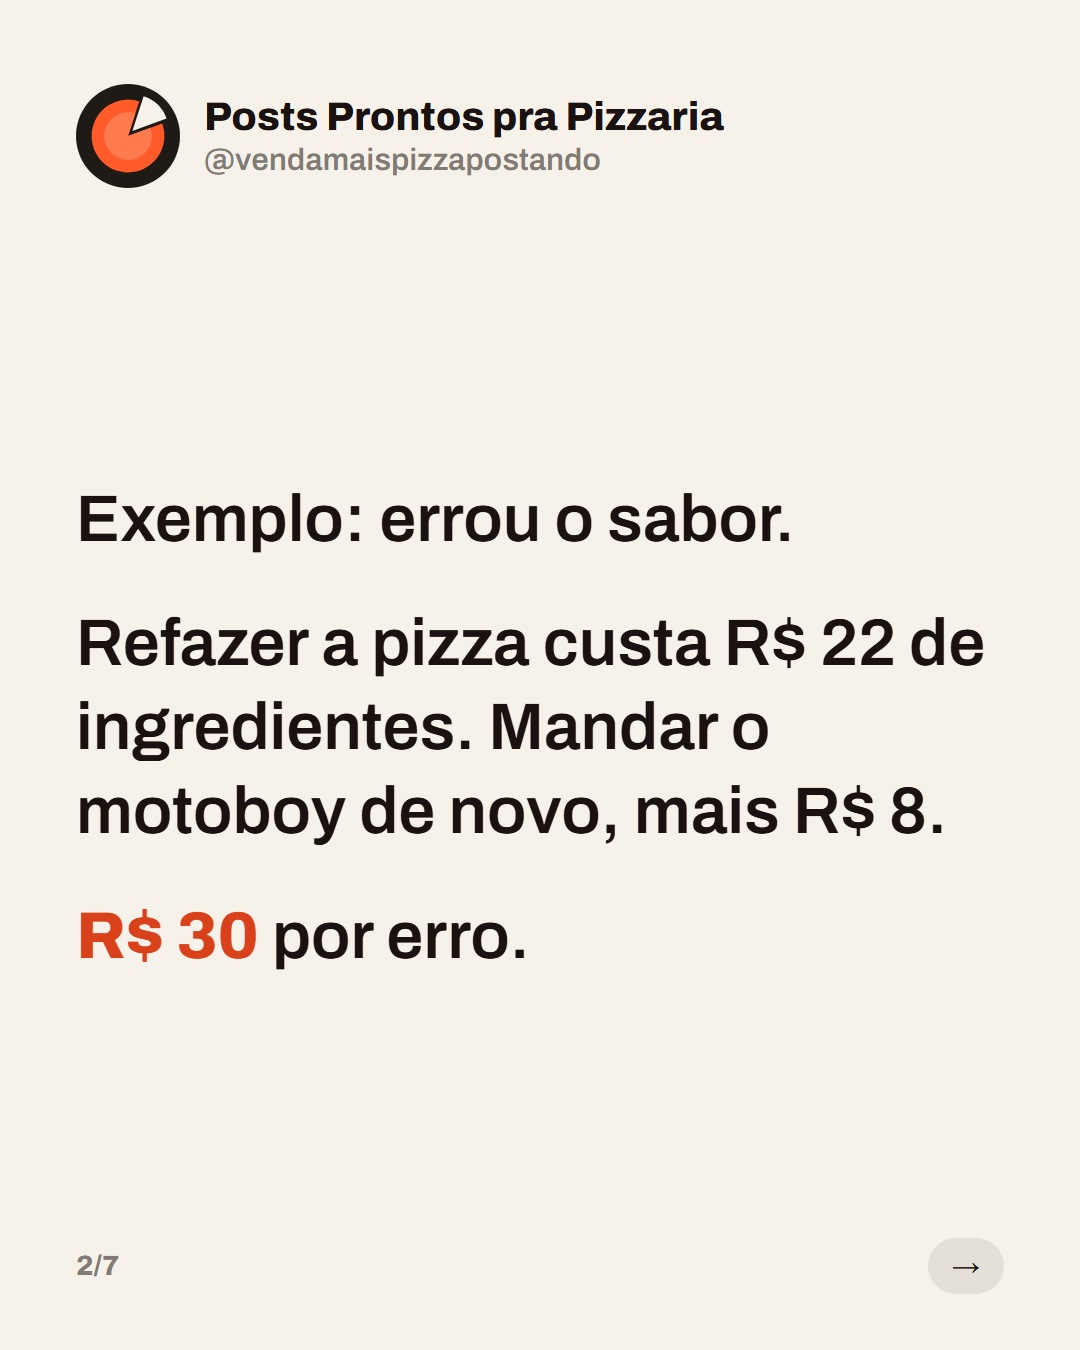 Posts Prontos pra Pizzaria
@vendamaispizzapostando
Exemplo: errou o sabor.
Refazer a pizza custa R$ 22 de
ingredientes. Mandar o
motoboy de novo, mais R$ 8.
R$ 30 por erro.
2/7
→